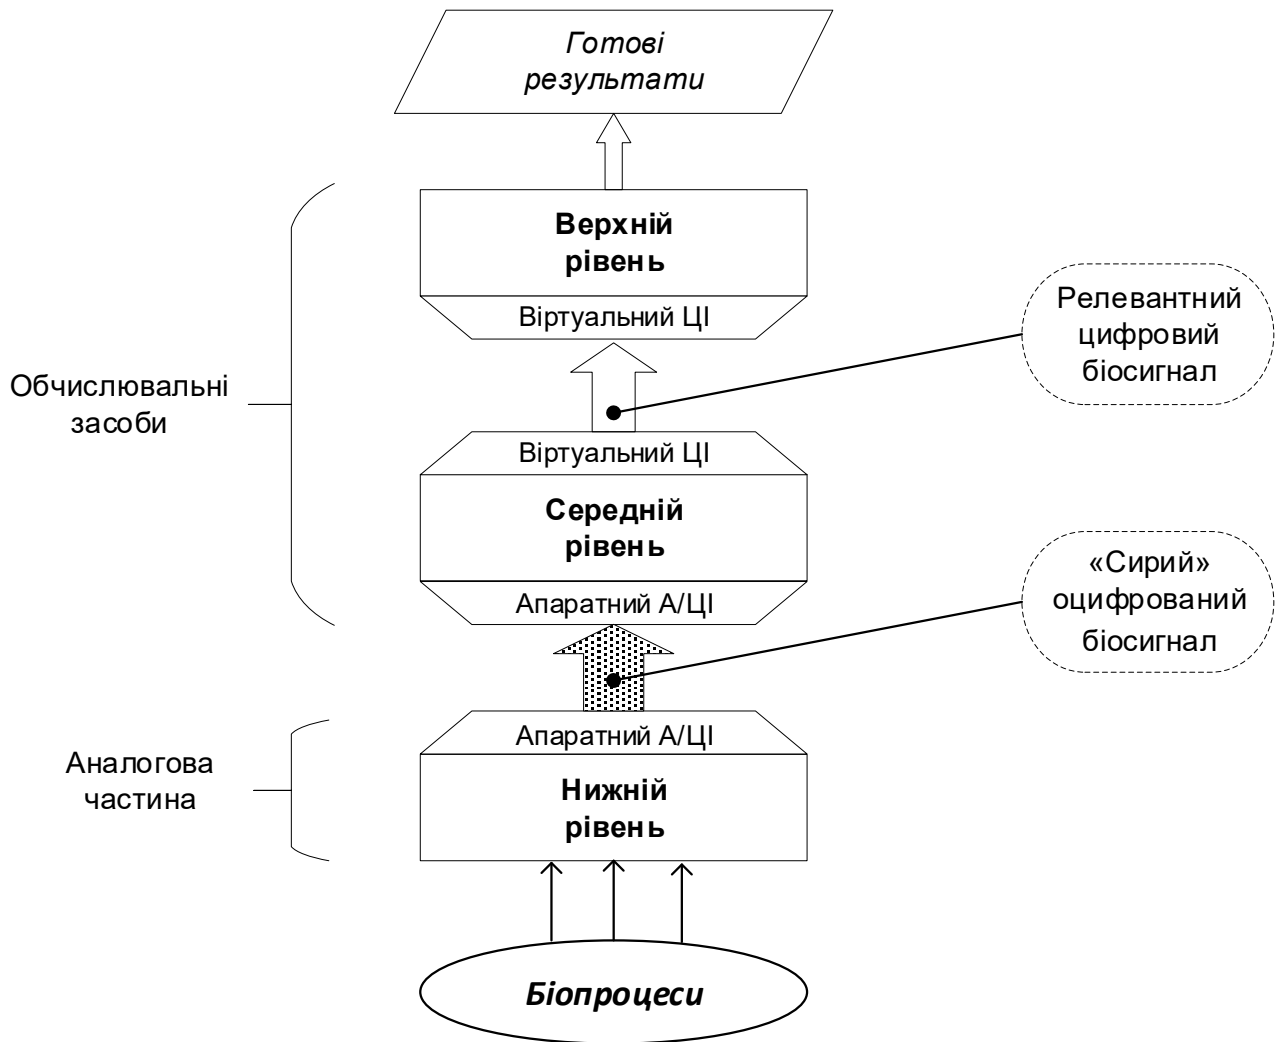 Готові
результати
Верхній
рівень
Віртуальний ЦІ
Релевантний
цифровий
біосигнал
Обчислювальні
засоби
Віртуальний ЦІ
Середній
рівень
Апаратний А/ЦІ
«Сирий»
оцифрований
біосигнал
Апаратний А/ЦІ
Аналогова
частина
Нижній
рівень
Біопроцеси